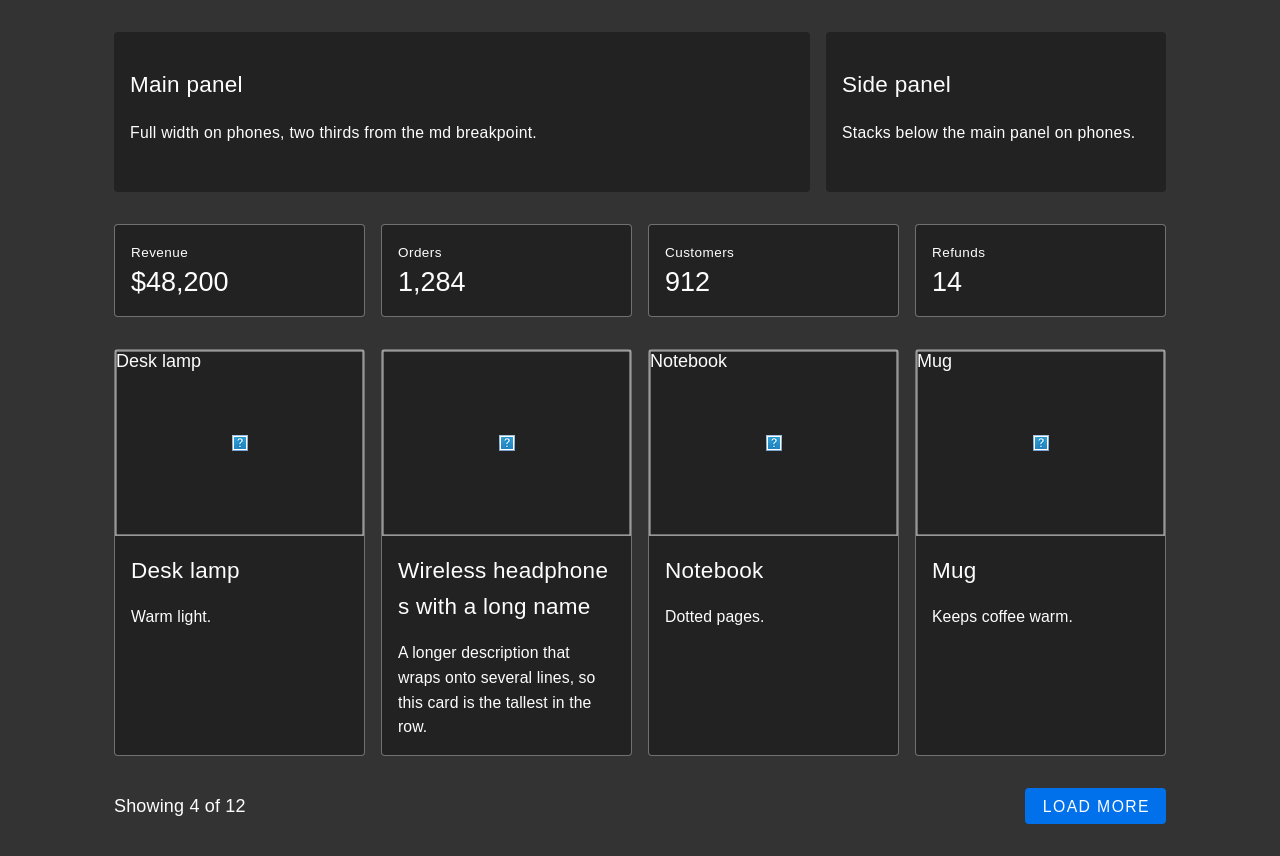 Main panel
Full width on phones, two thirds from the md breakpoint.
Side panel
Stacks below the main panel on phones.
Revenue
$48,200
Orders
1,284
Customers
912
Refunds
14
Desk lamp
?
Desk lamp
Warm light.
?
Wireless headphone
s with a long name
A longer description that
wraps onto several lines, so
this card is the tallest in the
row.
Notebook
?
Notebook
Dotted pages.
Mug
?
Mug
Keeps coffee warm.
Showing 4 of 12
LOAD MORE